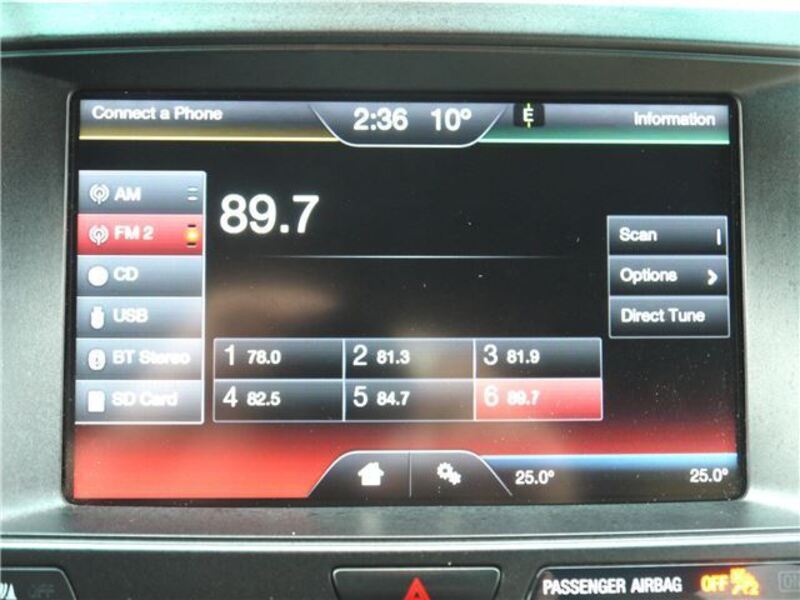 Connect a Phone 2:36 10° E Information
AM
89.7
FM 2
Scan
CD
Options
USB
Direct Tune
BT Stereo
1 78.0 2 81.3 3 81.9
SD Card
4 82.5 5 84.7 6 89.7
25.0° 25.0°
OFF
PASSENGER AIRBAG OFF ON